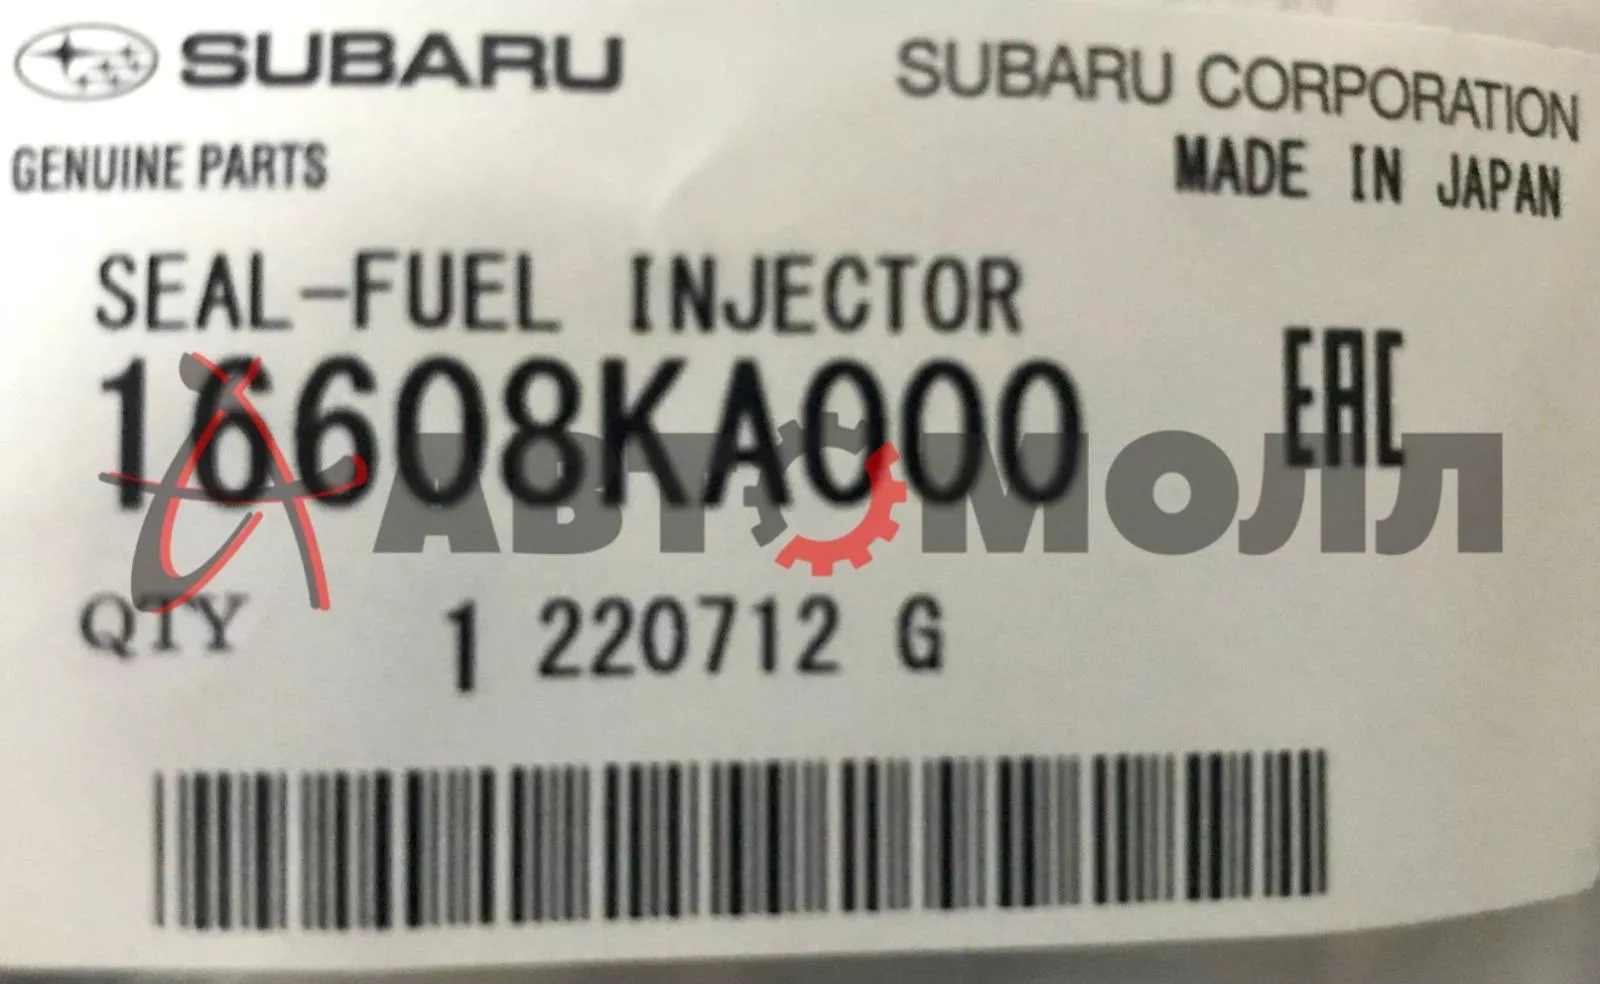 SUBARU
SUBARU CORPORATION
GENUINE PARTS
MADE IN JAPAN
SEAL-FUEL INJECTOR
16608KA000
EAC
АВТОМОЛЛ
QTY 1 220712 G